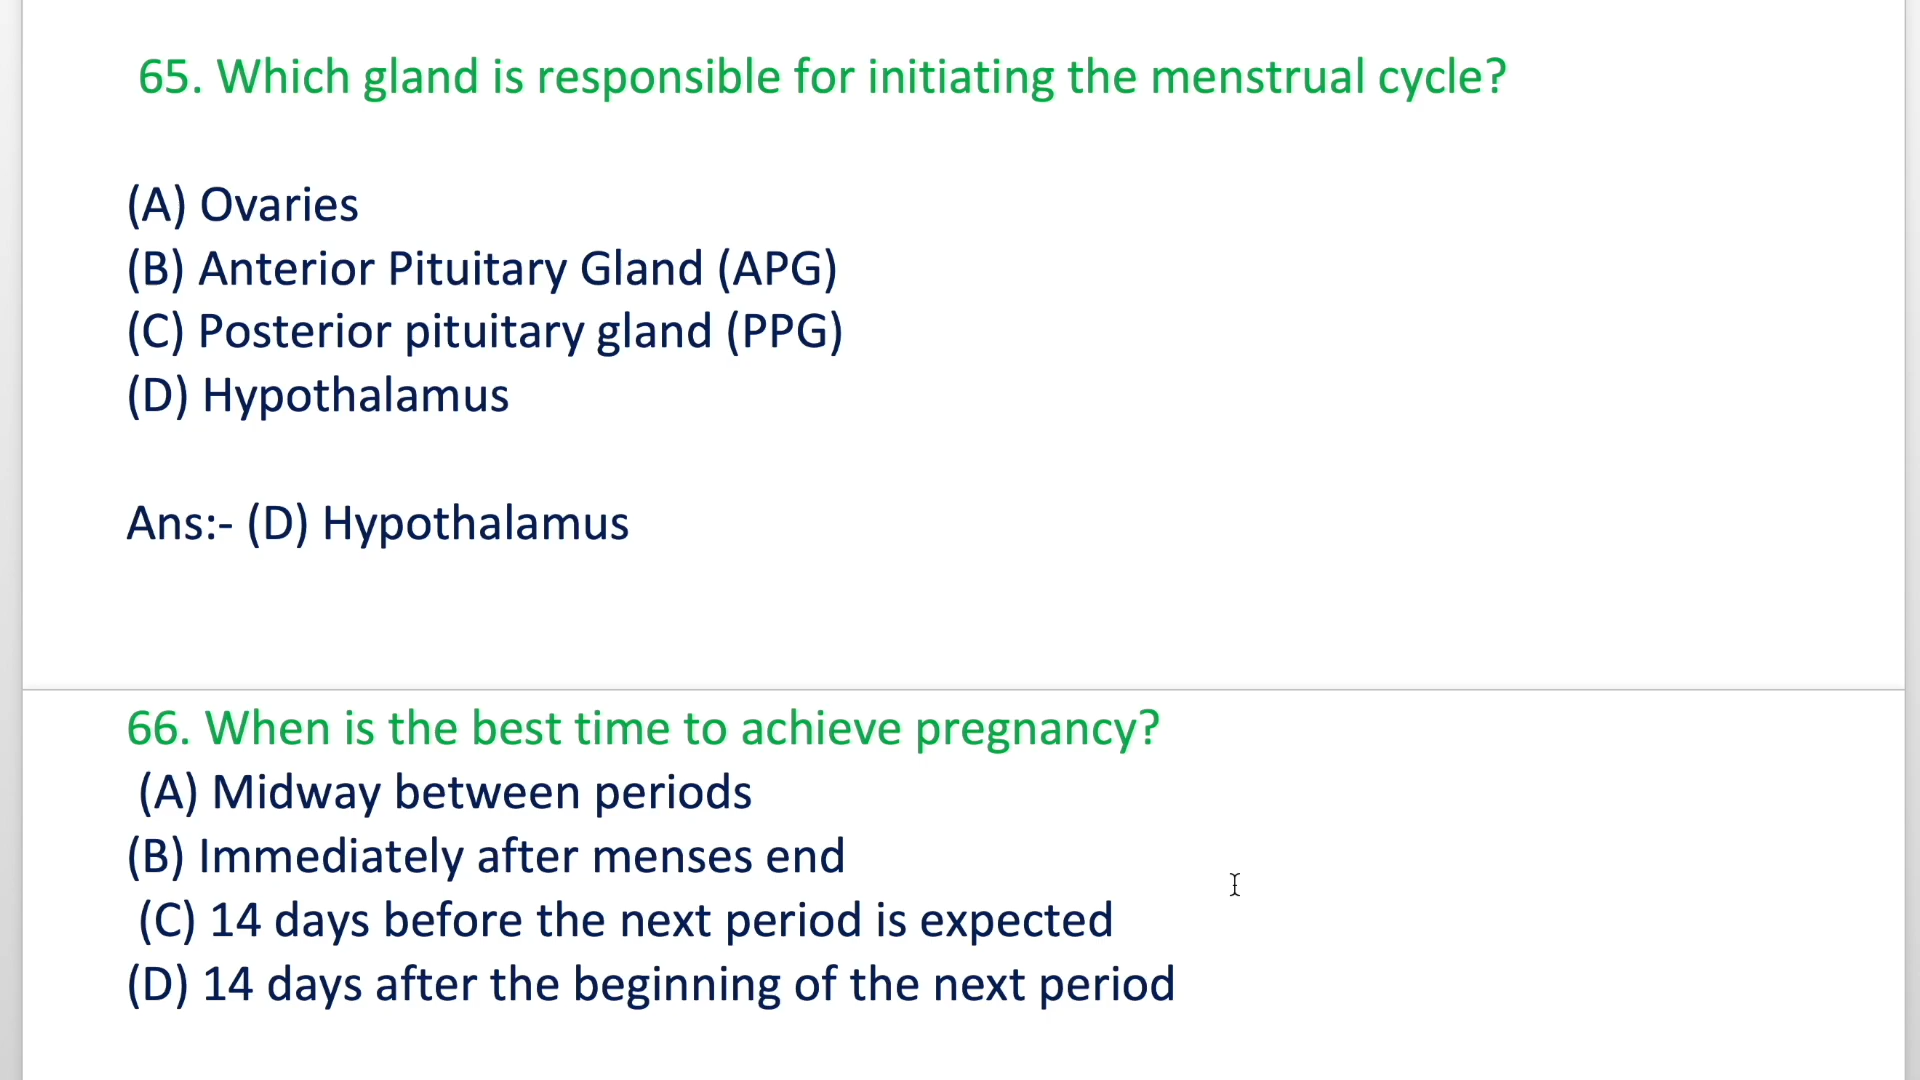 65. Which gland is responsible for initiating the menstrual cycle?
(A) Ovaries
(B) Anterior Pituitary Gland (APG)
(C) Posterior pituitary gland (PPG)
(D) Hypothalamus
Ans:- (D) Hypothalamus
66. When is the best time to achieve pregnancy?
(A) Midway between periods
(B) Immediately after menses end
(C) 14 days before the next period is expected
(D) 14 days after the beginning of the next period